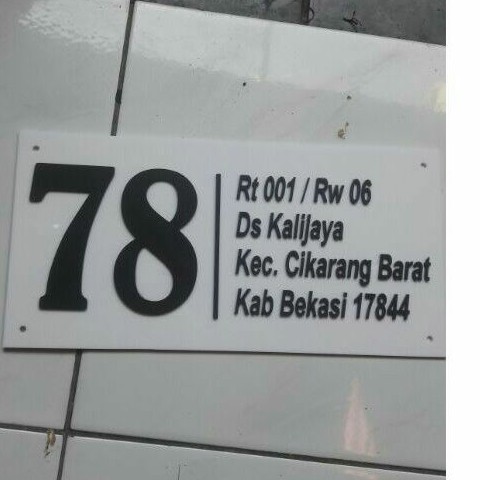 78
Rt 001 / Rw 06
Ds Kalijaya
Kec. Cikarang Barat
Kab Bekasi 17844